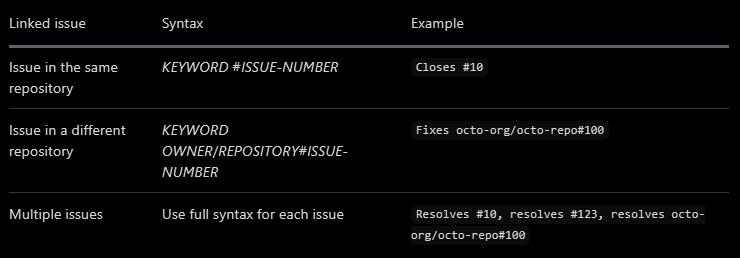 Linked issue Syntax Example
Issue in the same repository KEYWORD #ISSUE-NUMBER Closes #10
Issue in a different repository KEYWORD OWNER/REPOSITORY#ISSUE-NUMBER Fixes octo-org/octo-repo#100
Multiple issues Use full syntax for each issue Resolves #10, resolves #123, resolves octo-org/octo-repo#100